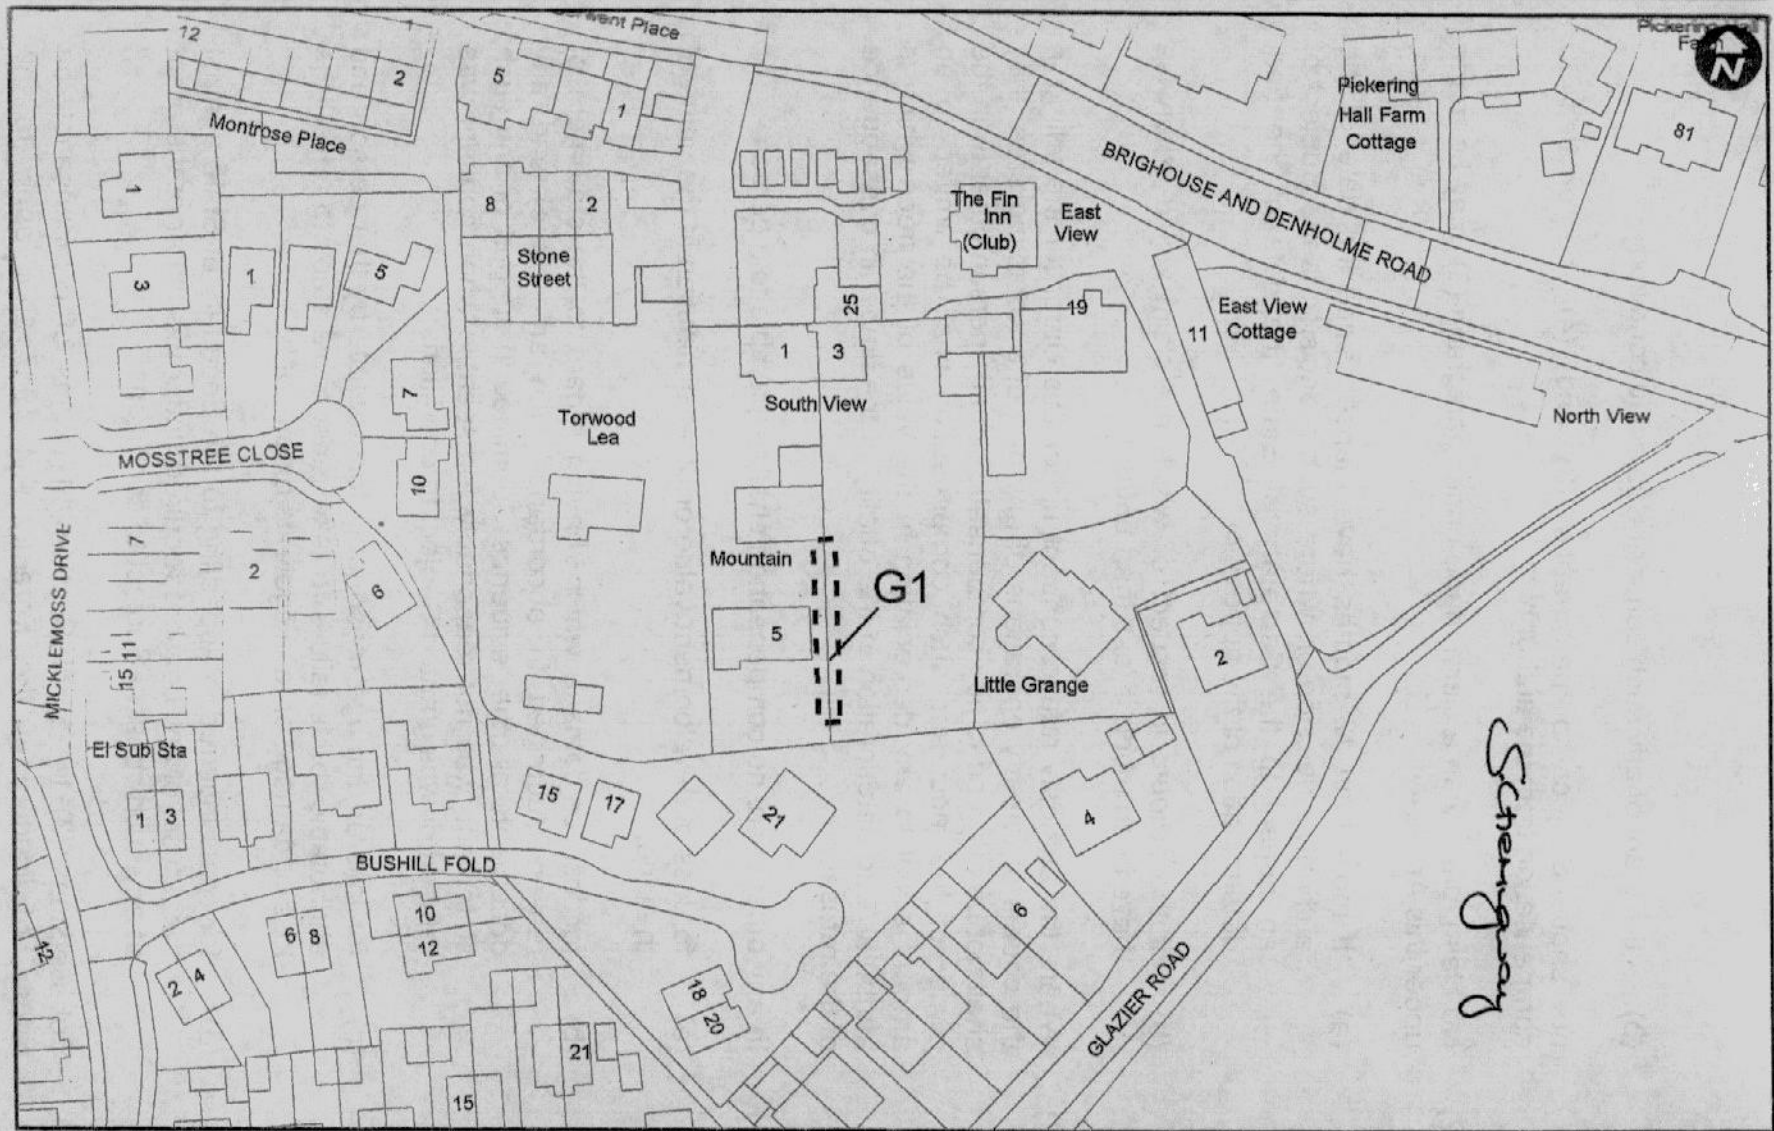 12
1
Place
Pickering
N
2
5
1
Montrose Place
Pickering
Hall Farm
Cottage
81
BRIGHOUSE AND DENHOLME ROAD
1
8
2
The Fin
Inn
(Club)
East
View
Stone
Street
3
1
5
25
19
11
East View
Cottage
1
3
South View
7
Torwood
Lea
North View
MOSSTREE CLOSE
10
MICKLEMOSS DRIVE
7
2
6
Mountain
G1
5
11
15
Little Grange
2
El Sub Sta
1
3
15
17
21
4
BUSHILL FOLD
10
12
6
8
6
12
2
4
18
20
GLAZIER ROAD
21
15